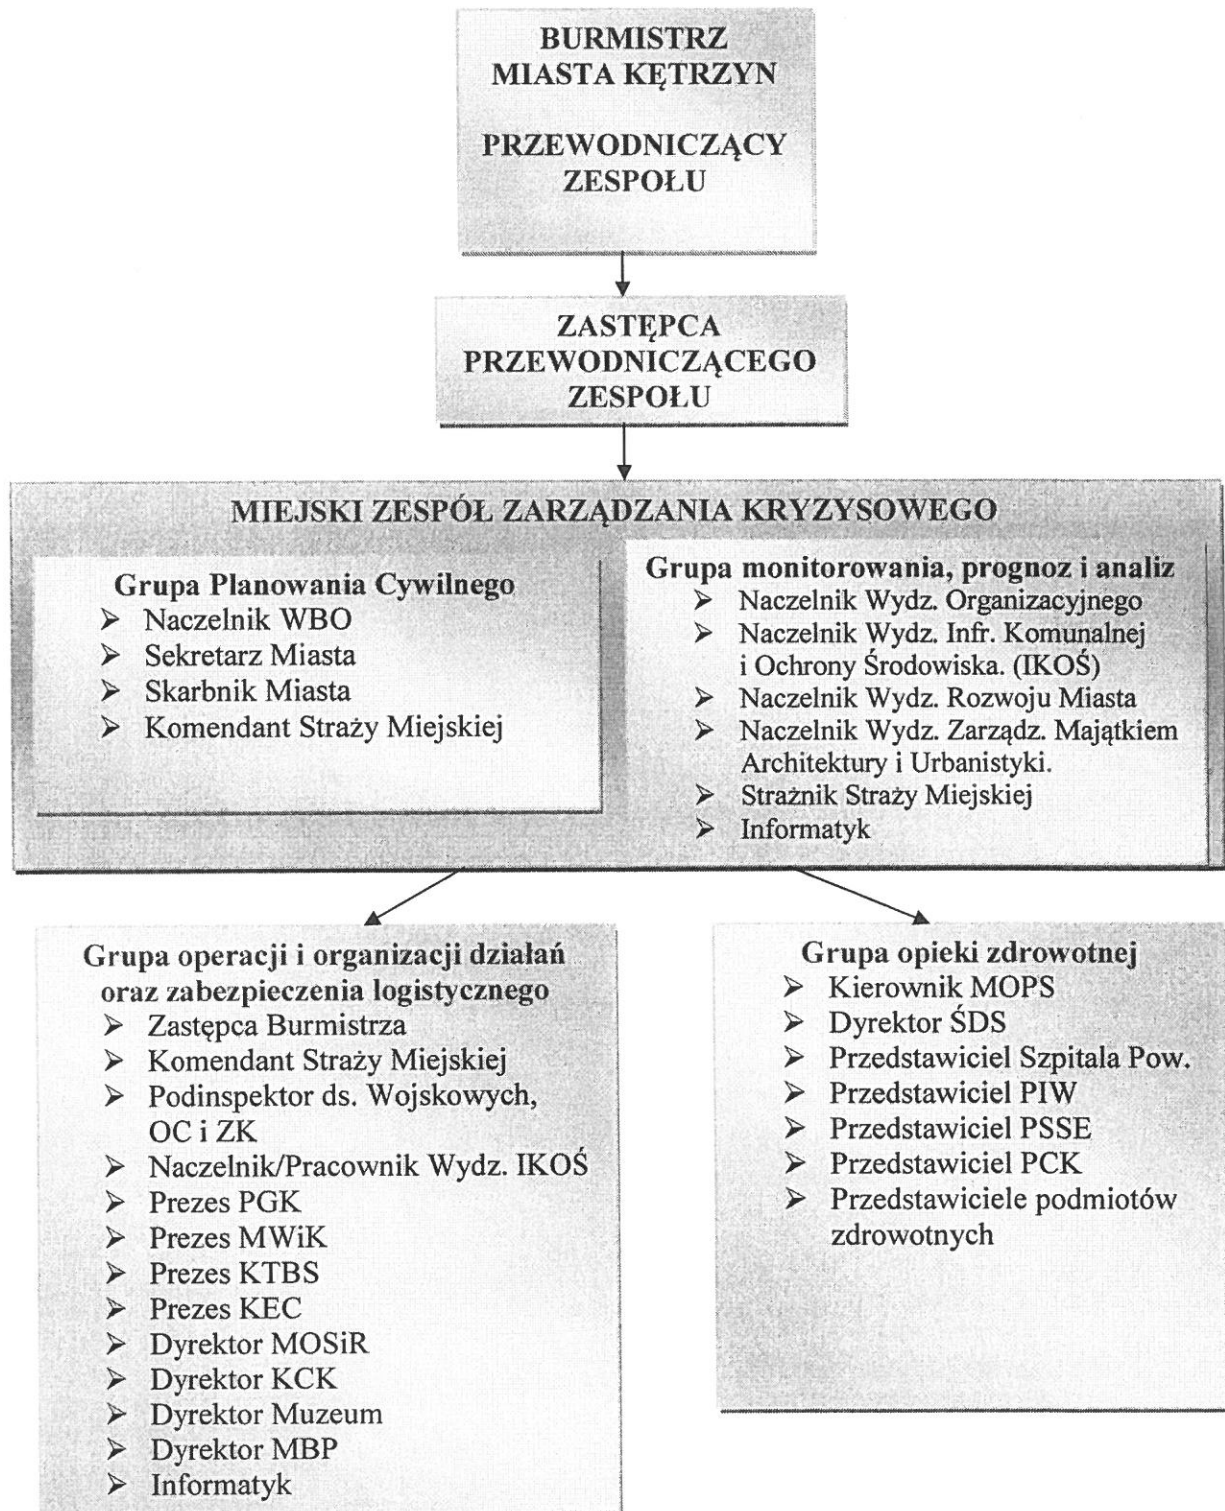 BURMISTRZ
MIASTA KĘTRZYN
PRZEWODNICZĄCY
ZESPOŁU
ZASTĘPCA
PRZEWODNICZĄCEGO
ZESPOŁU
MIEJSKI ZESPÓŁ ZARZĄDZANIA KRYZYSOWEGO
Grupa Planowania Cywilnego
➢ Naczelnik WBO
➢ Sekretarz Miasta
➢ Skarbnik Miasta
➢ Komendant Straży Miejskiej
Grupa monitorowania, prognoz i analiz
➢ Naczelnik Wydz. Organizacyjnego
➢ Naczelnik Wydz. Infr. Komunalnej
i Ochrony Środowiska. (IKOŚ)
➢ Naczelnik Wydz. Rozwoju Miasta
➢ Naczelnik Wydz. Zarządz. Majątkiem
Architektury i Urbanistyki.
➢ Strażnik Straży Miejskiej
➢ Informatyk
Grupa operacji i organizacji działań
oraz zabezpieczenia logistycznego
➢ Zastępca Burmistrza
➢ Komendant Straży Miejskiej
➢ Podinspektor ds. Wojskowych,
OC i ZK
➢ Naczelnik/Pracownik Wydz. IKOŚ
➢ Prezes PGK
➢ Prezes MWiK
➢ Prezes KTBS
➢ Prezes KEC
➢ Dyrektor MOSiR
➢ Dyrektor KCK
➢ Dyrektor Muzeum
➢ Dyrektor MBP
➢ Informatyk
Grupa opieki zdrowotnej
➢ Kierownik MOPS
➢ Dyrektor ŚDS
➢ Przedstawiciel Szpitala Pow.
➢ Przedstawiciel PIW
➢ Przedstawiciel PSSE
➢ Przedstawiciel PCK
➢ Przedstawiciele podmiotów
zdrowotnych